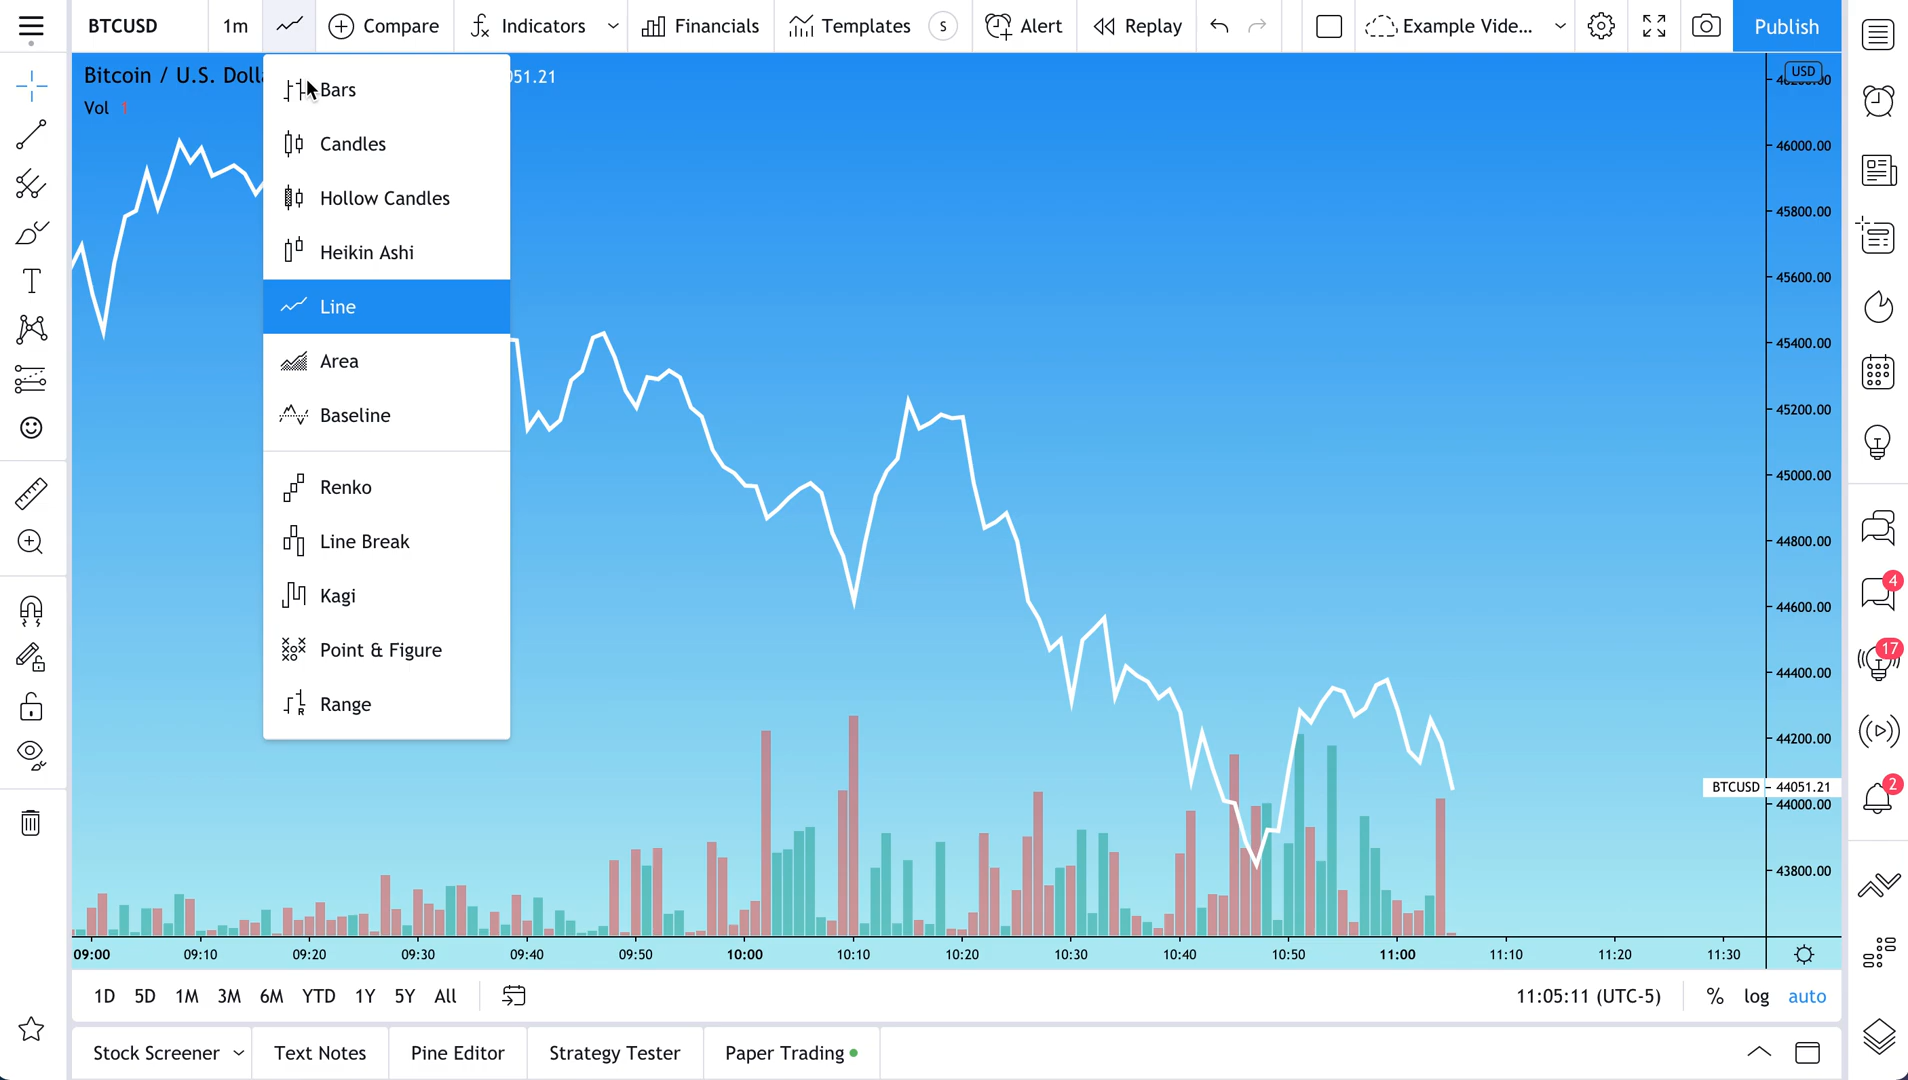 BTCUSD 1m Compare Indicators Financials Templates S Alert Replay Example Vide... Publish
Bitcoin / U.S. Dolla 051.21
Vol 1
Bars
Candles
Hollow Candles
Heikin Ashi
Line
Area
Baseline
Renko
Line Break
Kagi
Point & Figure
Range
USD
46000.00
45800.00
45600.00
45400.00
45200.00
45000.00
44800.00
44600.00
44400.00
44200.00
BTCUSD 44051.21
44000.00
43800.00
09:00 09:10 09:20 09:30 09:40 09:50 10:00 10:10 10:20 10:30 10:40 10:50 11:00 11:10 11:20 11:30
1D 5D 1M 3M 6M YTD 1Y 5Y All 11:05:11 (UTC-5) % log auto
Stock Screener Text Notes Pine Editor Strategy Tester Paper Trading
4
17
2